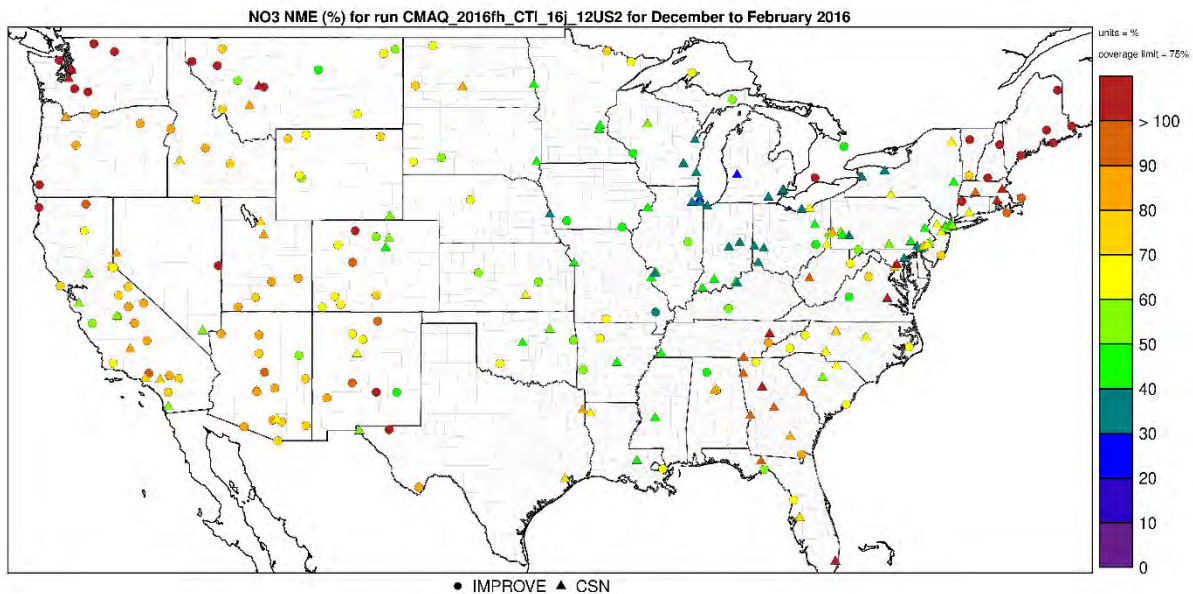 NO3 NME (%) for run CMAQ_2016fh_CTI_16j_12US2 for December to February 2016
units = %
coverage limit = 75%
> 100
90
80
70
60
50
40
30
20
10
0
● IMPROVE ▲ CSN